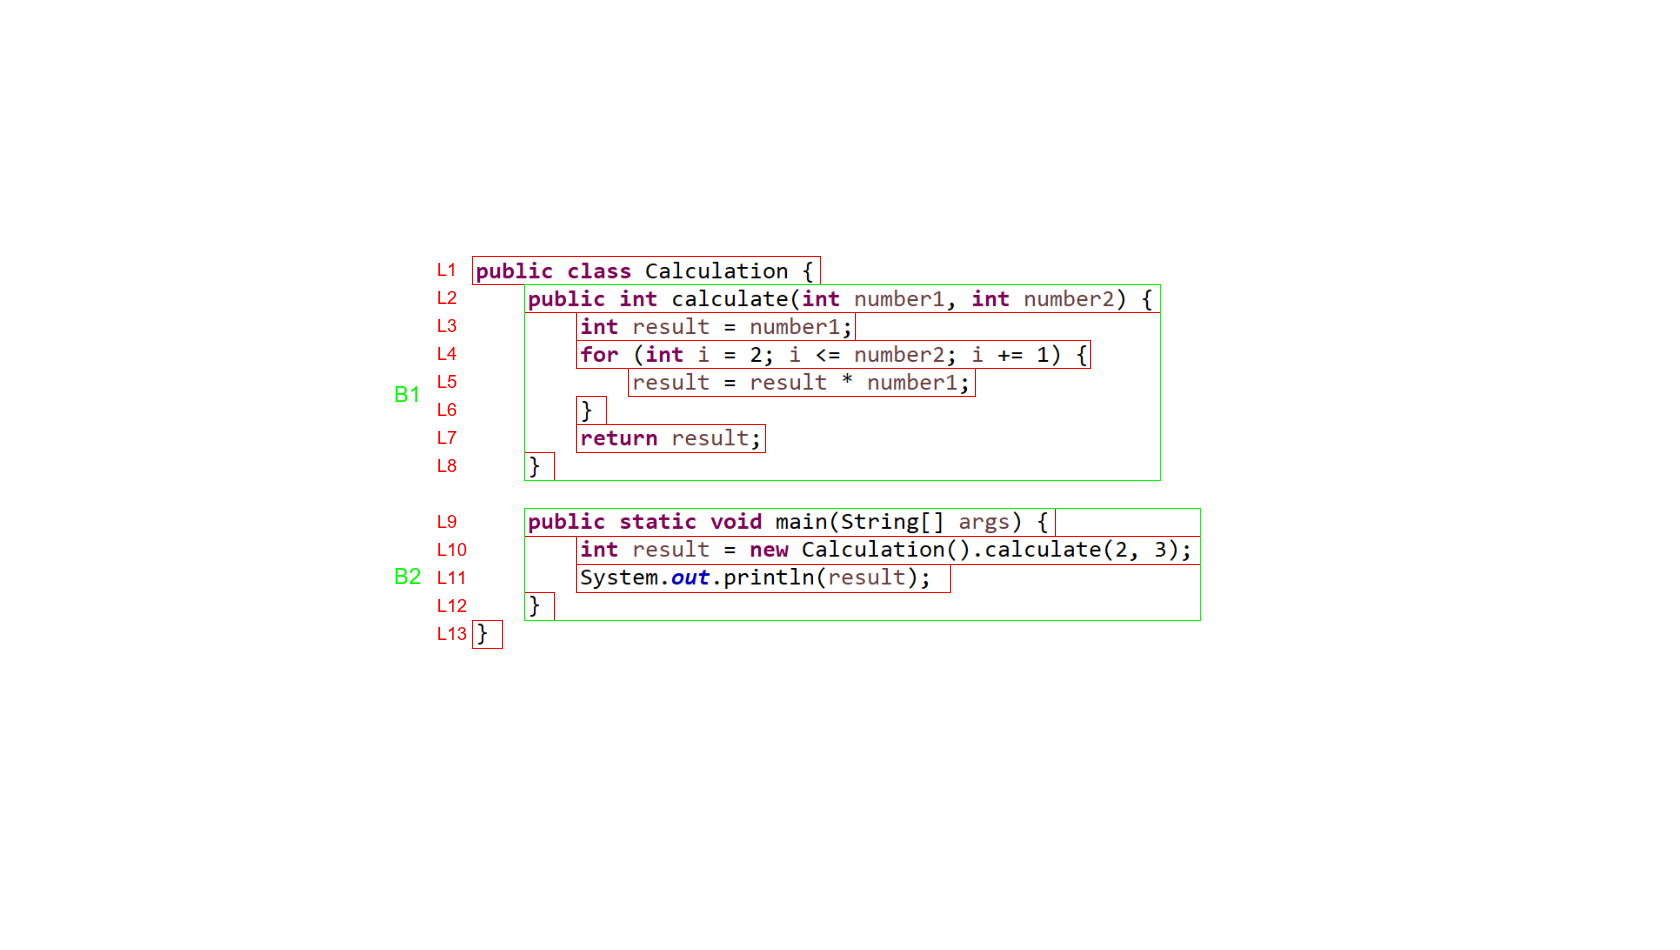 L1 public class Calculation {
L2 public int calculate(int number1, int number2) {
L3 int result = number1;
L4 for (int i = 2; i <= number2; i += 1) {
B1
L5 result = result * number1;
L6 }
L7 return result;
L8 }
L9 public static void main(String[] args) {
L10 int result = new Calculation().calculate(2, 3);
B2 L11 System.out.println(result);
L12 }
L13 }